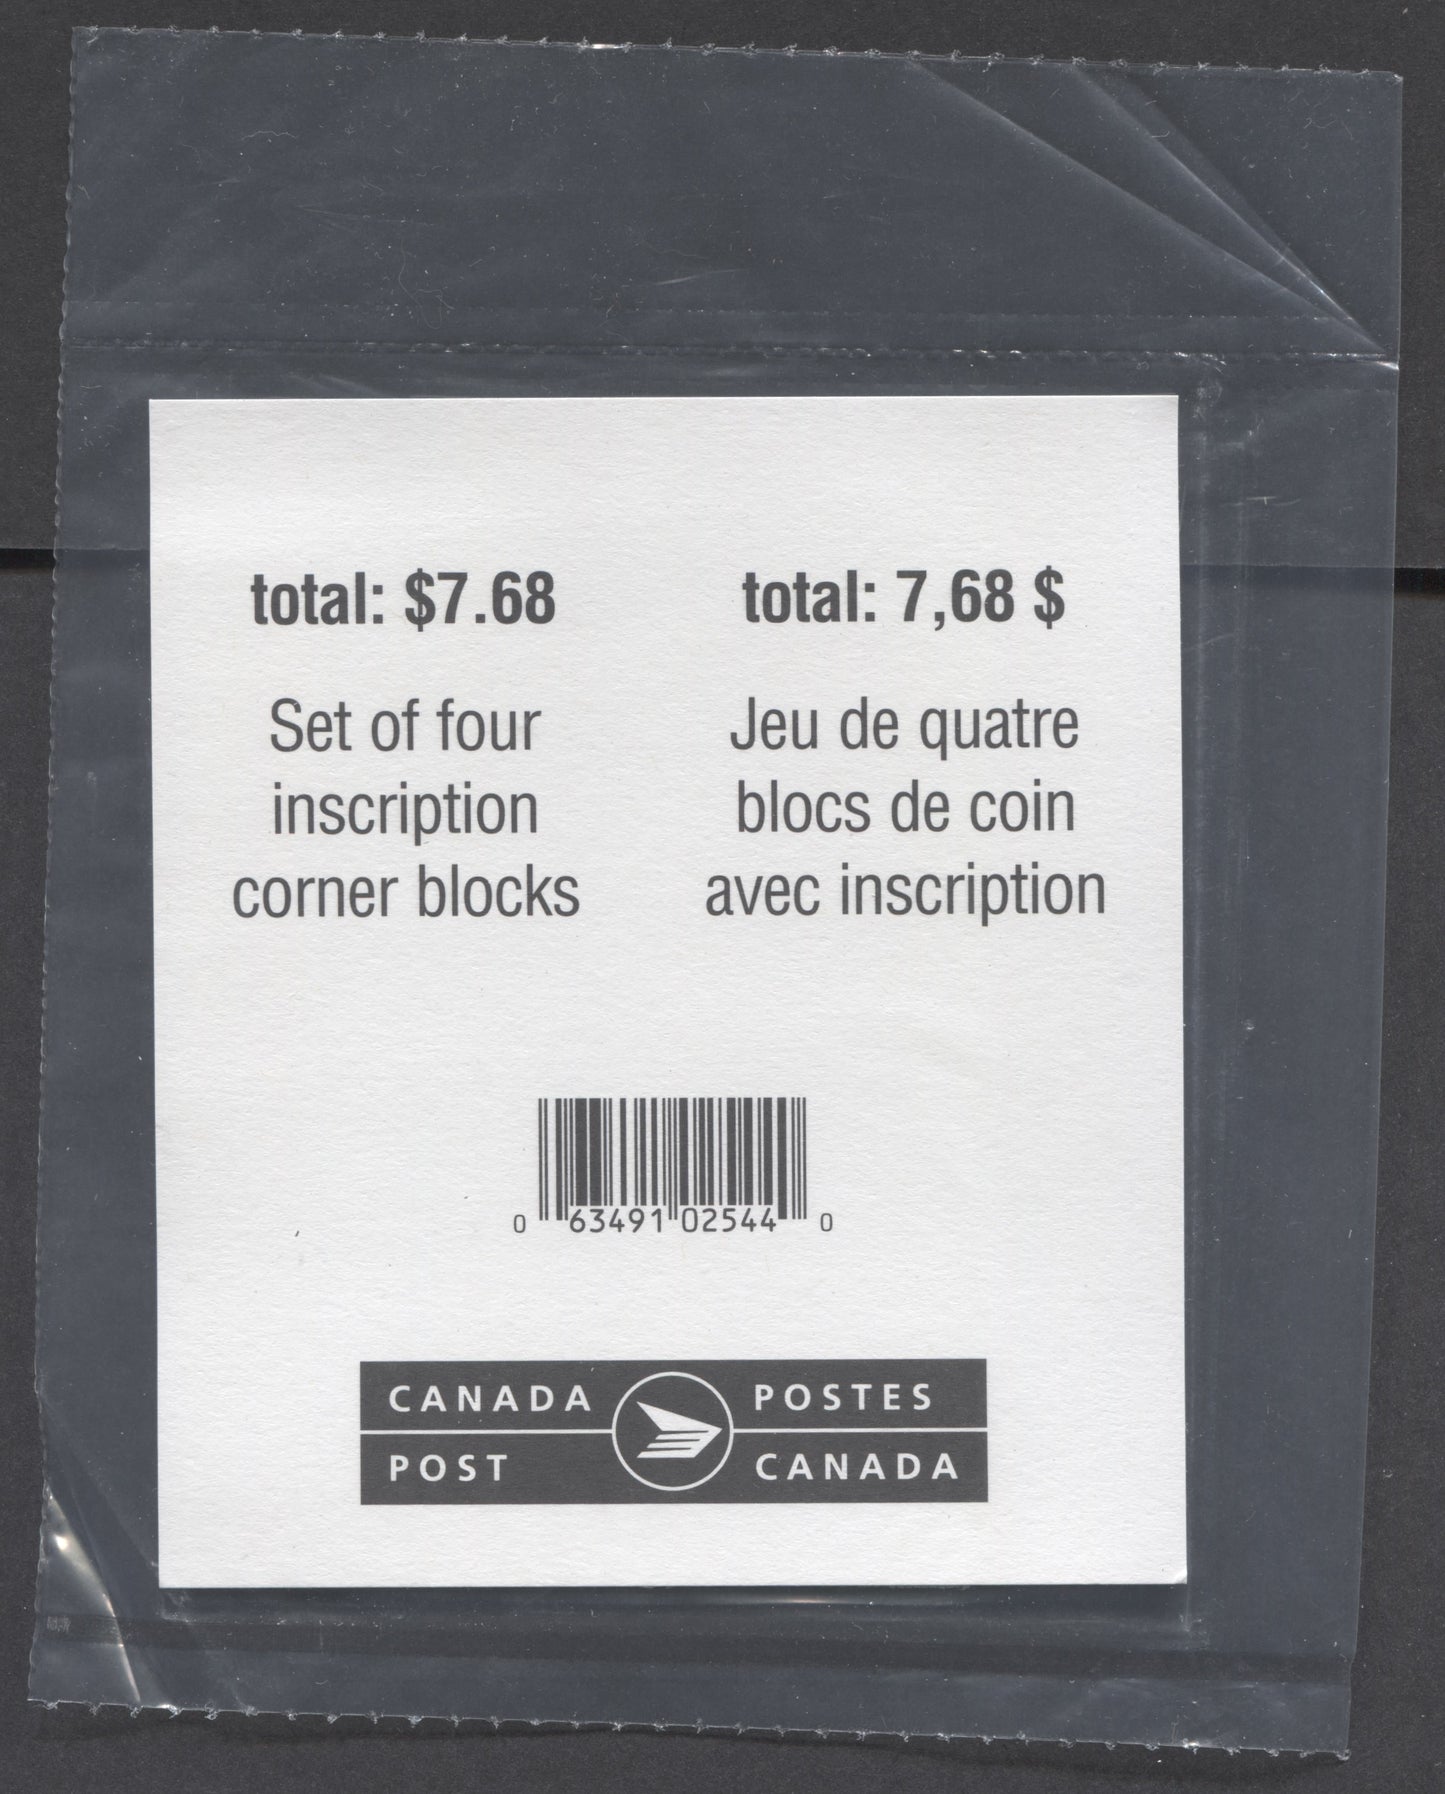 total: $7.68
Set of four
inscription
corner blocks
total: 7,68 $
Jeu de quatre
blocs de coin
avec inscription
0 63491 02544 0
CANADA
POST
POSTES
CANADA